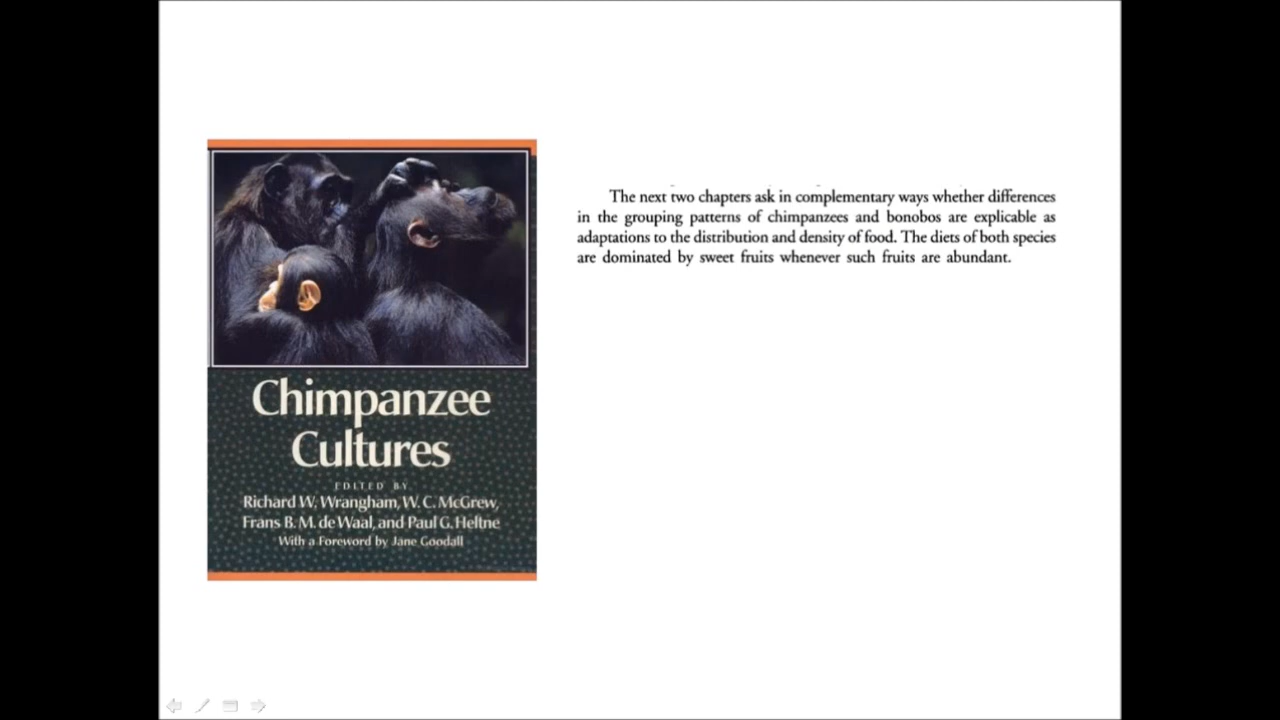 Chimpanzee
Cultures
EDITED BY
Richard W. Wrangham, W. C. McGrew,
Frans B. M. de Waal, and Paul G. Heltne
With a Foreword by Jane Goodall
The next two chapters ask in complementary ways whether differences
in the grouping patterns of chimpanzees and bonobos are explicable as
adaptations to the distribution and density of food. The diets of both species
are dominated by sweet fruits whenever such fruits are abundant.